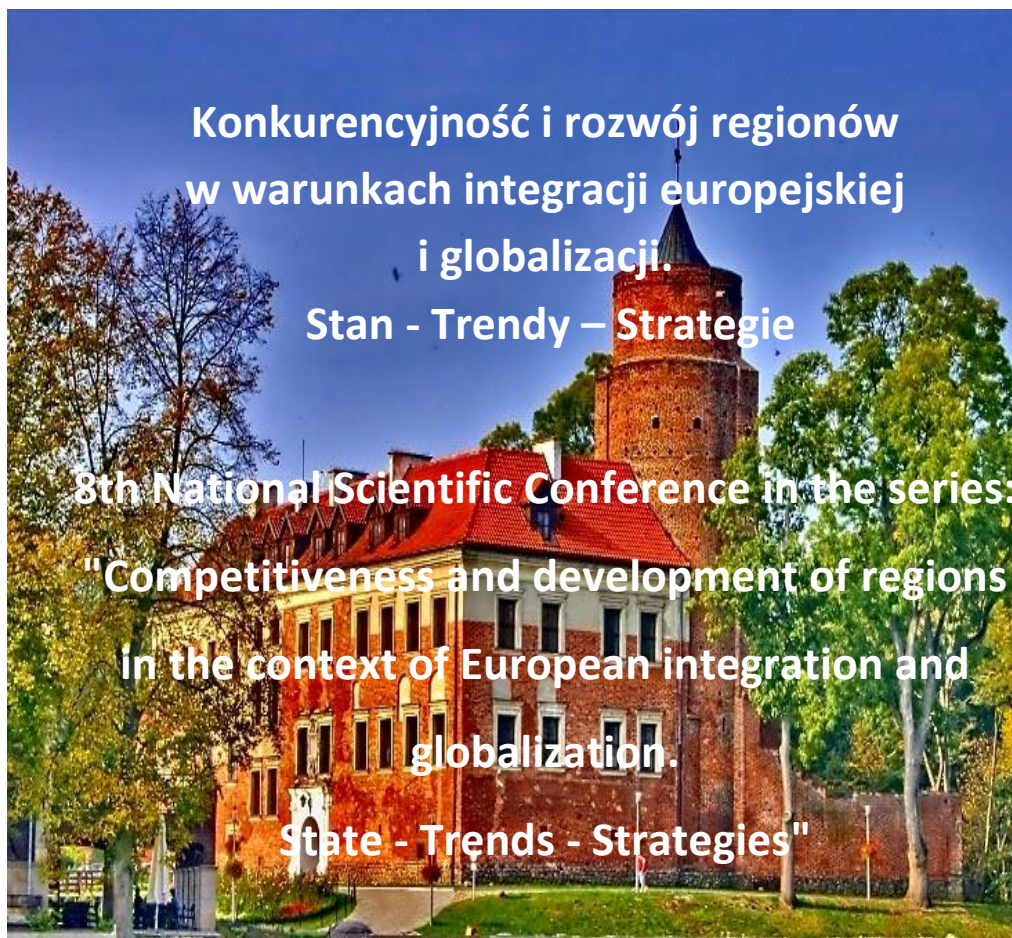 Konkurencyjność i rozwój regionów
w warunkach integracji europejskiej
i globalizacji.
Stan - Trendy – Strategie
8th National Scientific Conference in the series:
"Competitiveness and development of regions
in the context of European integration and
globalization.
State - Trends - Strategies"